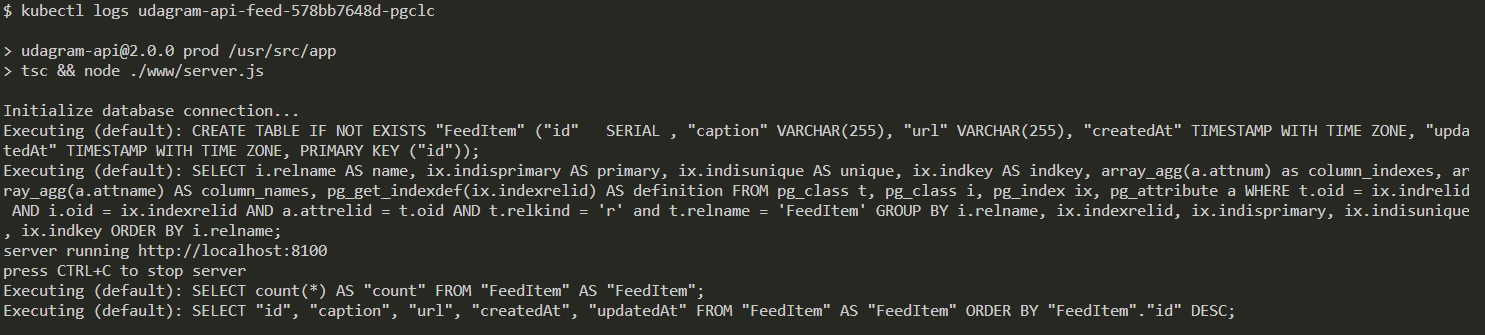 $ kubectl logs udagram-api-feed-578bb7648d-pgclc
> udagram-api@2.0.0 prod /usr/src/app
> tsc && node ./www/server.js
Initialize database connection...
Executing (default): CREATE TABLE IF NOT EXISTS "FeedItem" ("id"   SERIAL , "caption" VARCHAR(255), "url" VARCHAR(255), "createdAt" TIMESTAMP WITH TIME ZONE, "upda
tedAt" TIMESTAMP WITH TIME ZONE, PRIMARY KEY ("id"));
Executing (default): SELECT i.relname AS name, ix.indisprimary AS primary, ix.indisunique AS unique, ix.indkey AS indkey, array_agg(a.attnum) as column_indexes, ar
ray_agg(a.attname) AS column_names, pg_get_indexdef(ix.indexrelid) AS definition FROM pg_class t, pg_class i, pg_index ix, pg_attribute a WHERE t.oid = ix.indrelid
 AND i.oid = ix.indexrelid AND a.attrelid = t.oid AND t.relkind = 'r' and t.relname = 'FeedItem' GROUP BY i.relname, ix.indexrelid, ix.indisprimary, ix.indisunique
, ix.indkey ORDER BY i.relname;
server running http://localhost:8100
press CTRL+C to stop server
Executing (default): SELECT count(*) AS "count" FROM "FeedItem" AS "FeedItem";
Executing (default): SELECT "id", "caption", "url", "createdAt", "updatedAt" FROM "FeedItem" AS "FeedItem" ORDER BY "FeedItem"."id" DESC;